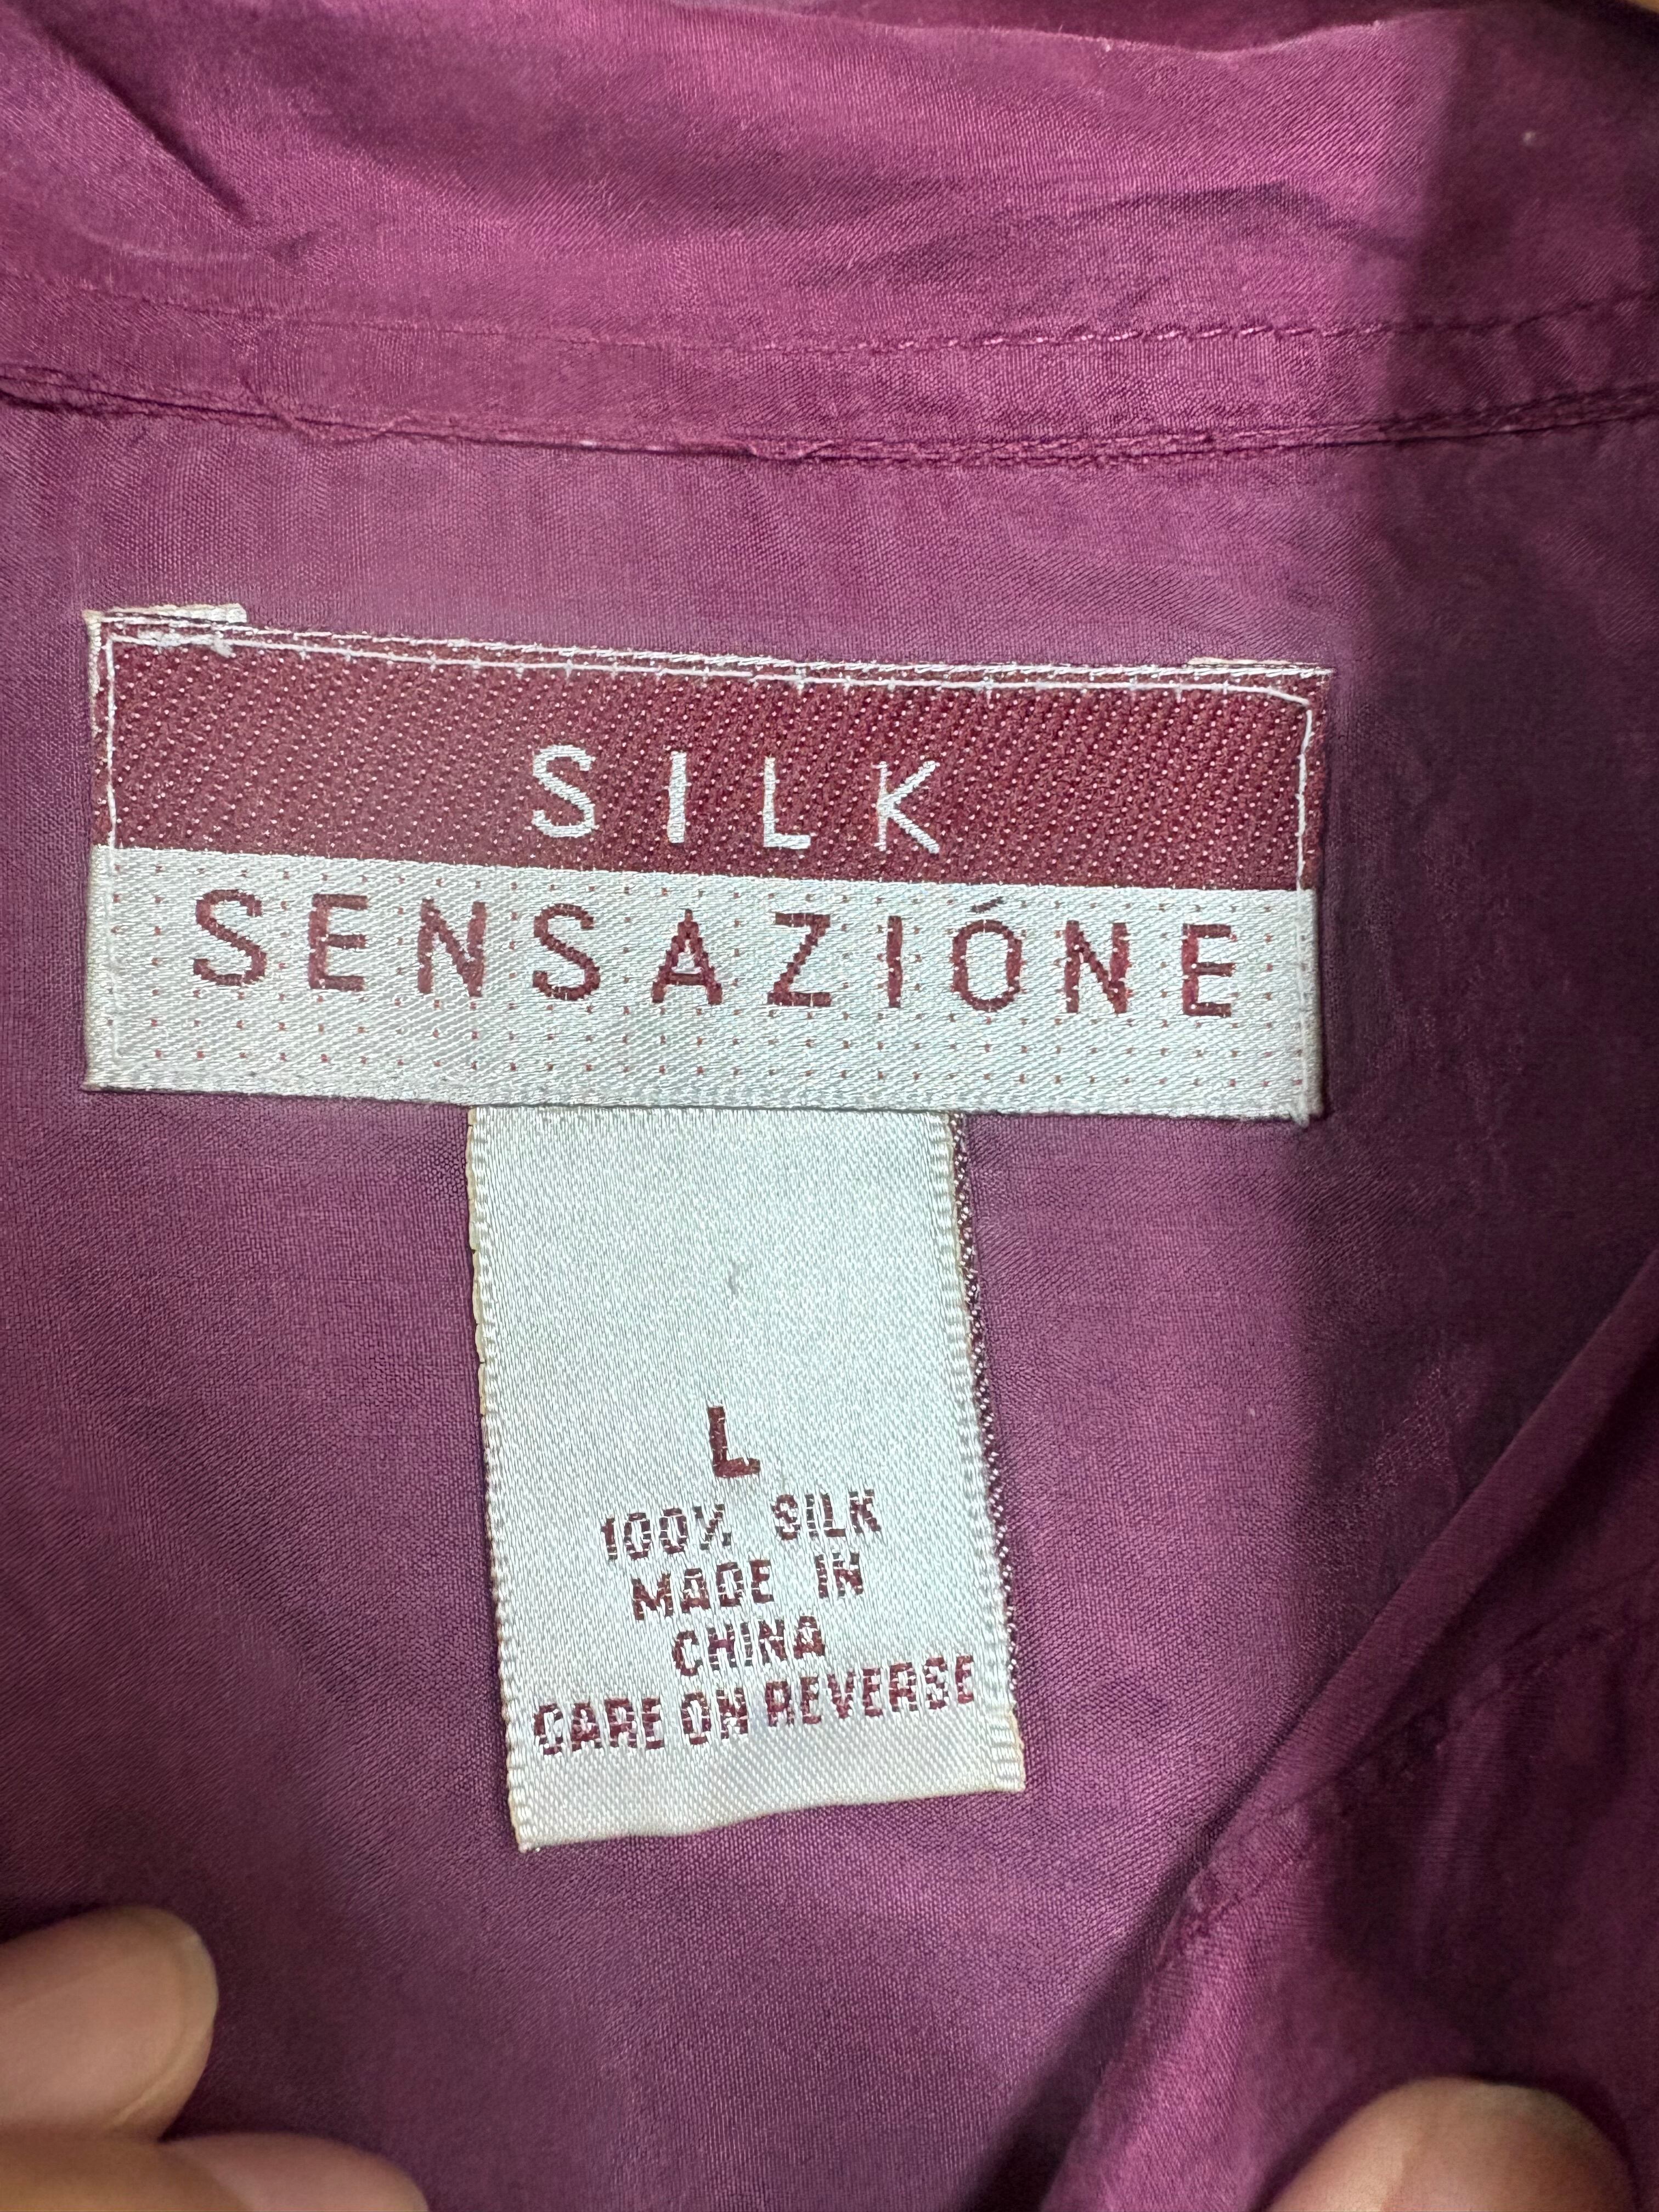 SILK
SENSAZIÓNE
L
100% SILK
MADE IN
CHINA
CARE ON REVERSE